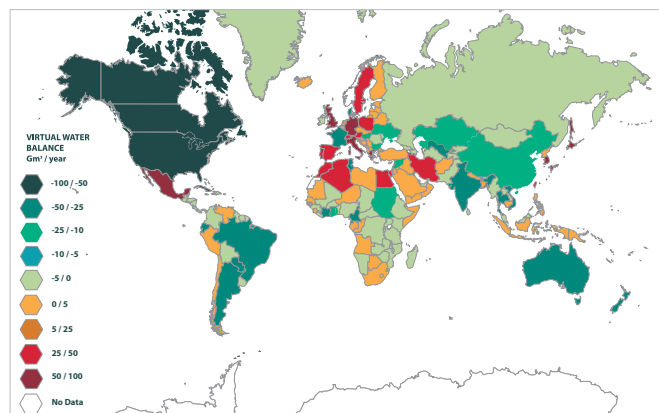 VIRTUAL WATER
BALANCE
Gm³ / year
-100 / -50
-50 / -25
-25 / -10
-10 / -5
-5 / 0
0 / 5
5 / 25
25 / 50
50 / 100
No Data